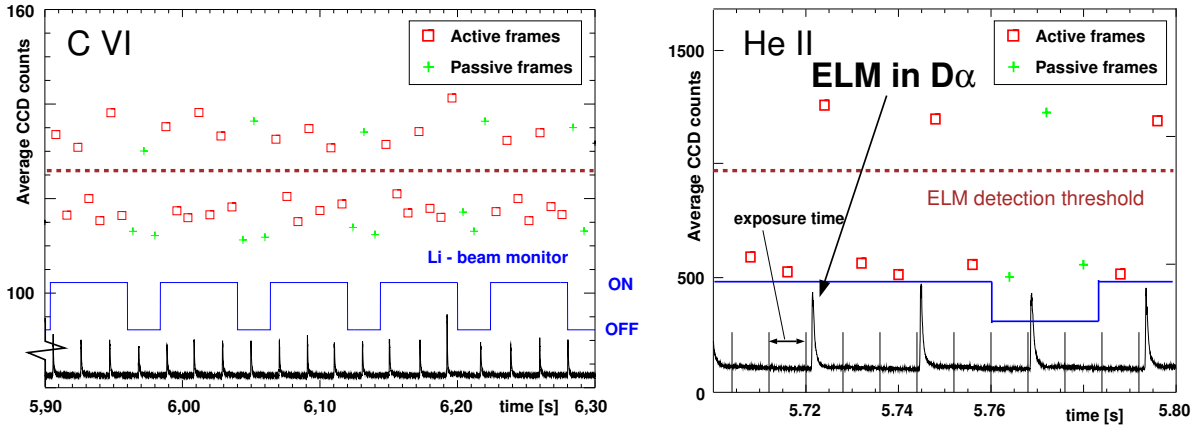 160
C VI
Active frames
Passive frames
Average CCD counts
Li - beam monitor
100
ON
OFF
5,90
6,00
6,10
6,20
time [s]
6,30
1500
He II
Active frames
Passive frames
ELM in Dα
Average CCD counts
ELM detection threshold
exposure time
500
0
5.72
5.74
5.76
time [s]
5.80